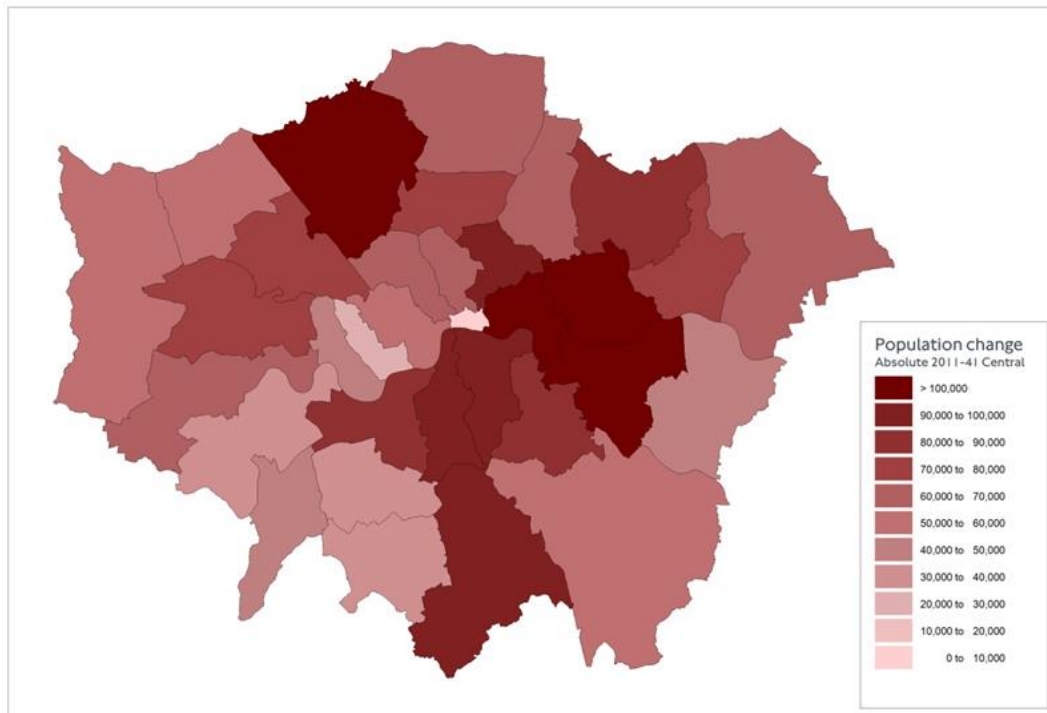 Population change
Absolute 2011-41 Central
> 100,000
90,000 to 100,000
80,000 to 90,000
70,000 to 80,000
60,000 to 70,000
50,000 to 60,000
40,000 to 50,000
30,000 to 40,000
20,000 to 30,000
10,000 to 20,000
0 to 10,000